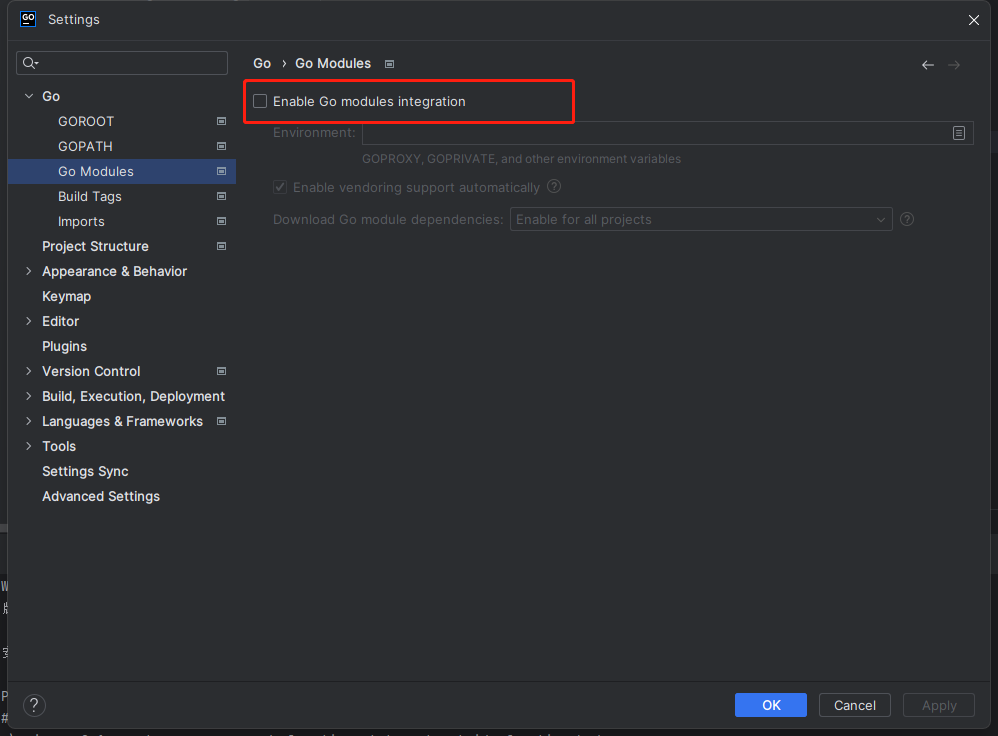 GO Settings
Go › Go Modules
Enable Go modules integration
Environment:
GOPROXY, GOPRIVATE, and other environment variables
Enable vendoring support automatically ?
Download Go module dependencies: Enable for all projects ?
Go
GOROOT
GOPATH
Go Modules
Build Tags
Imports
Project Structure
Appearance & Behavior
Keymap
Editor
Plugins
Version Control
Build, Execution, Deployment
Languages & Frameworks
Tools
Settings Sync
Advanced Settings
W
P
#
? OK Cancel Apply